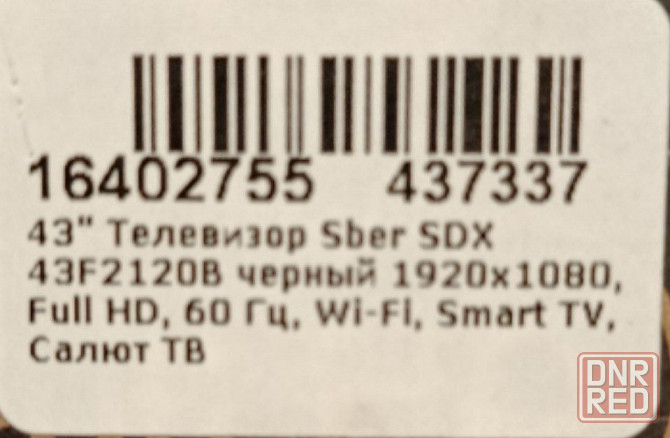 16402755 437337
43" Телевизор Sber SDX
43F2120B черный 1920x1080,
Full HD, 60 Гц, Wi-Fi, Smart TV,
Салют ТВ
DNR
RED